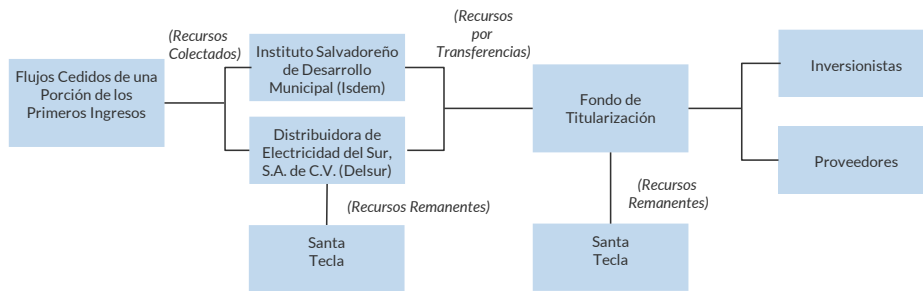 (Recursos
Colectados)
(Recursos
por
Transferencias)
Flujos Cedidos de una
Porción de los
Primeros Ingresos
Instituto Salvadoreño
de Desarrollo
Municipal (Isdem)
Distribuidora de
Electricidad del Sur,
S.A. de C.V. (Delsur)
Fondo de
Titularización
Inversionistas
Proveedores
(Recursos Remanentes)
(Recursos
Remanentes)
Santa
Tecla
Santa
Tecla